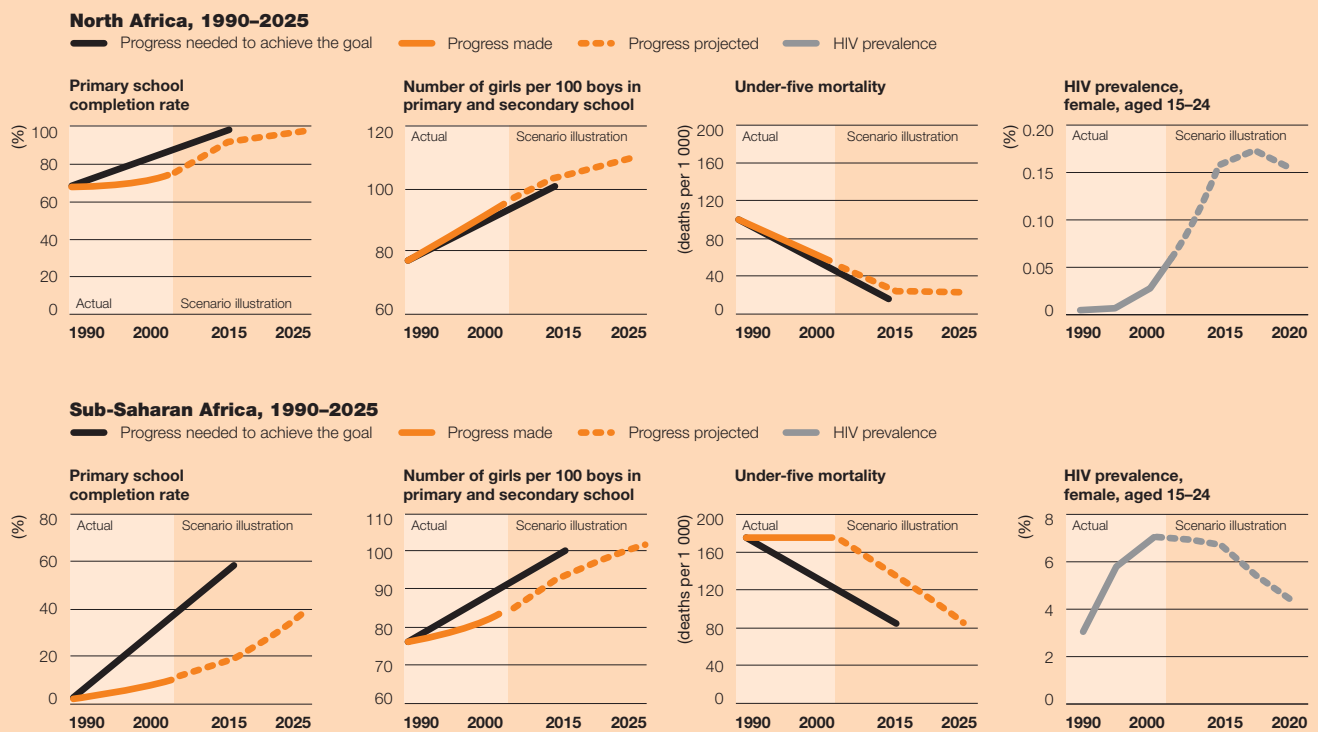 North Africa, 1990–2025
Progress needed to achieve the goal Progress made Progress projected HIV prevalence
Primary school
completion rate
(%)
100
80
60
40
20
0
Actual Scenario illustration
1990 2000 2015 2025
Number of girls per 100 boys in
primary and secondary school
120
100
80
60
Actual Scenario illustration
1990 2000 2015 2025
Under-five mortality
(deaths per 1 000)
200
160
120
80
40
0
Actual Scenario illustration
1990 2000 2015 2025
HIV prevalence,
female, aged 15–24
(%)
0.20
0.15
0.10
0.05
0
Actual Scenario illustration
1990 2000 2015 2020
Sub-Saharan Africa, 1990–2025
Progress needed to achieve the goal Progress made Progress projected HIV prevalence
Primary school
completion rate
(%)
80
60
40
20
0
Actual Scenario illustration
1990 2000 2015 2025
Number of girls per 100 boys in
primary and secondary school
110
100
90
80
70
60
Actual Scenario illustration
1990 2000 2015 2025
Under-five mortality
(deaths per 1 000)
200
160
120
80
40
0
Actual Scenario illustration
1990 2000 2015 2025
HIV prevalence,
female, aged 15–24
(%)
8
6
4
2
0
Actual Scenario illustration
1990 2000 2015 2020